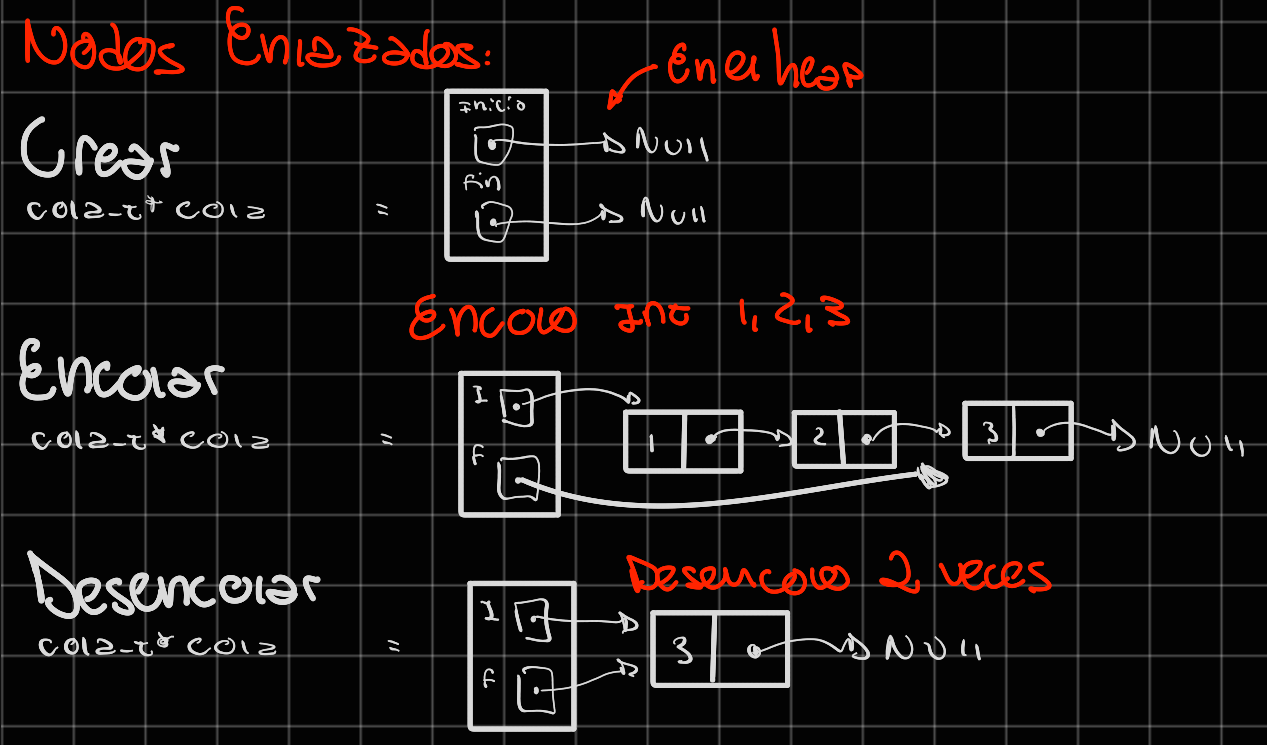 Nodos Enlazados:
En el heap
Inicio
Null
Crear
Fin
cola_t* cola = Null
Encolo Int 1, 2, 3
Encolar
I
1 2 3 Null
cola_t* cola =
F
Desencolo 2 veces
Desencolar
I
cola_t* cola = 3 Null
F